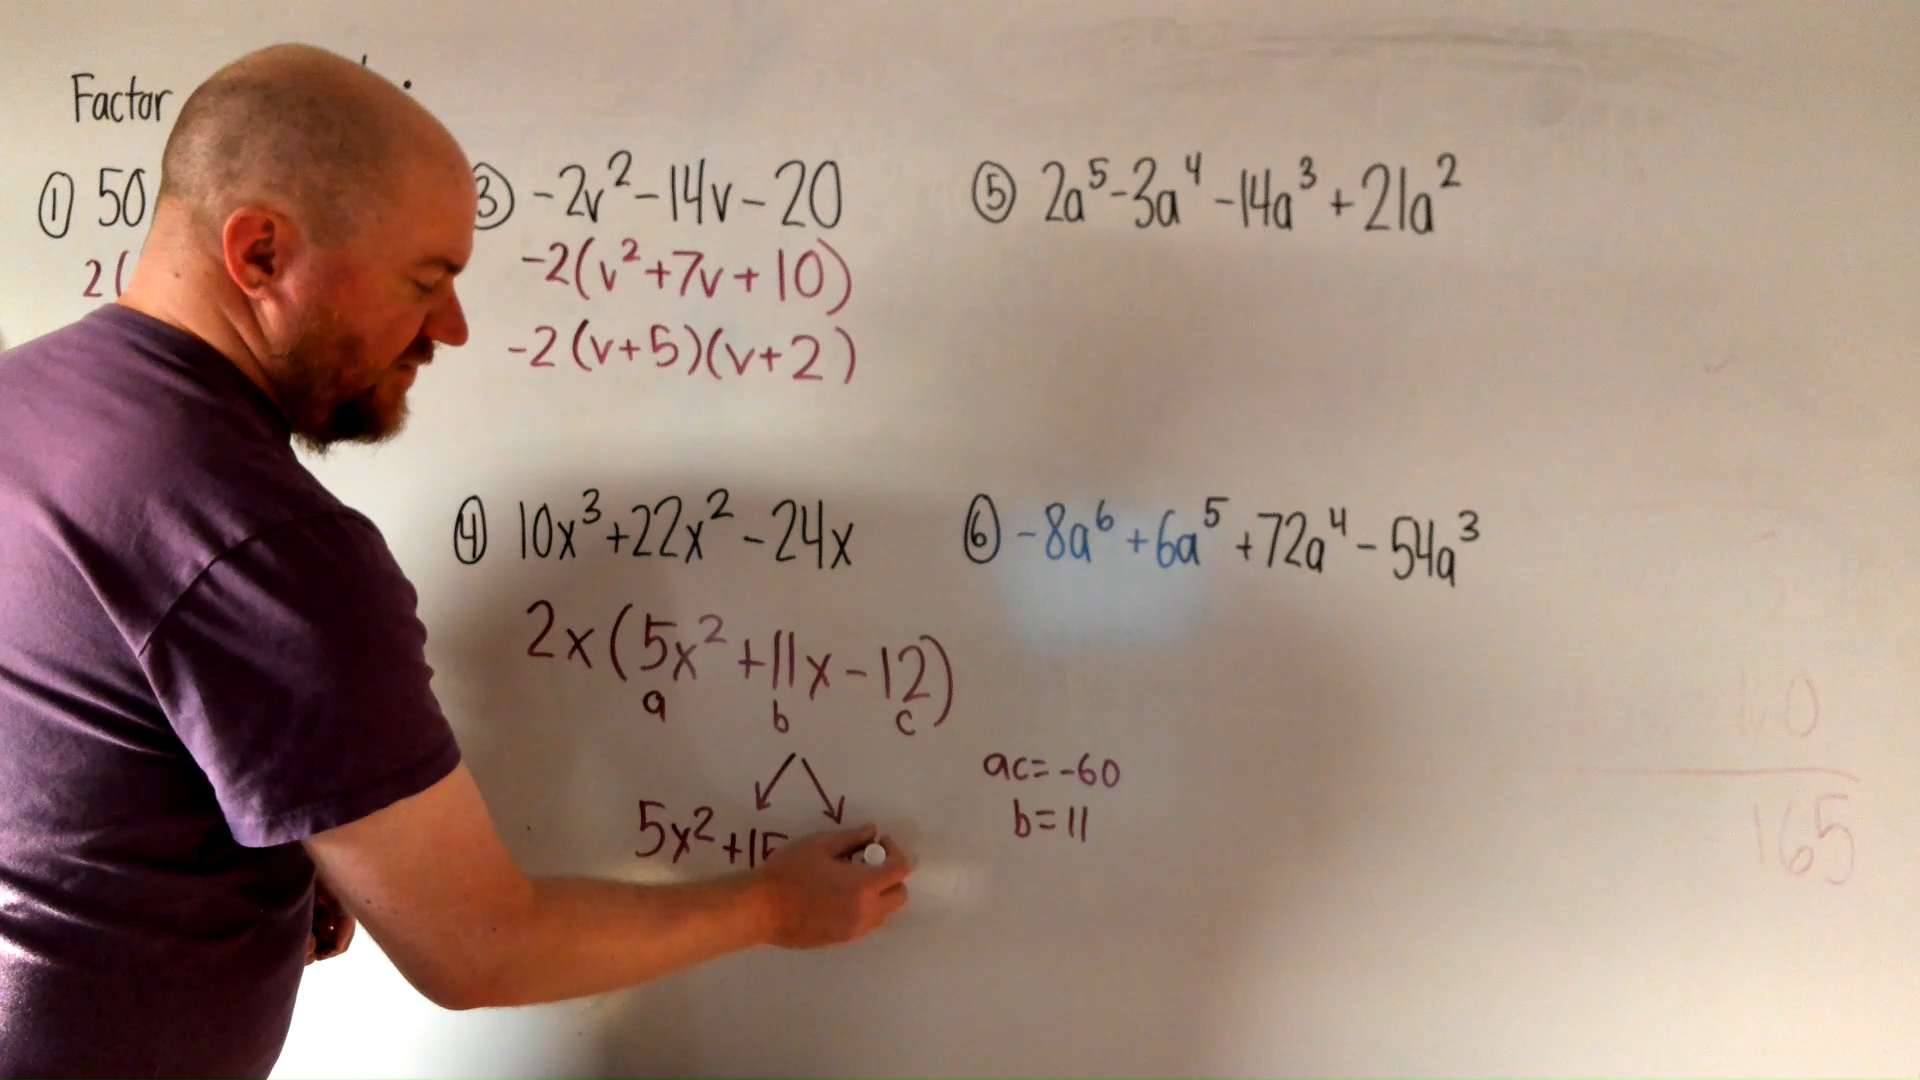 Factor
① 50
2(
③ -2v²-14v-20
-2(v²+7v+10)
-2(v+5)(v+2)
④ 10x³+22x²-24x
2x(5x²+11x-12)
a b c
5x²+15
ac=-60
b=11
⑤ 2a⁵-3a⁴-14a³+21a²
⑥ -8a⁶+6a⁵+72a⁴-54a³
165